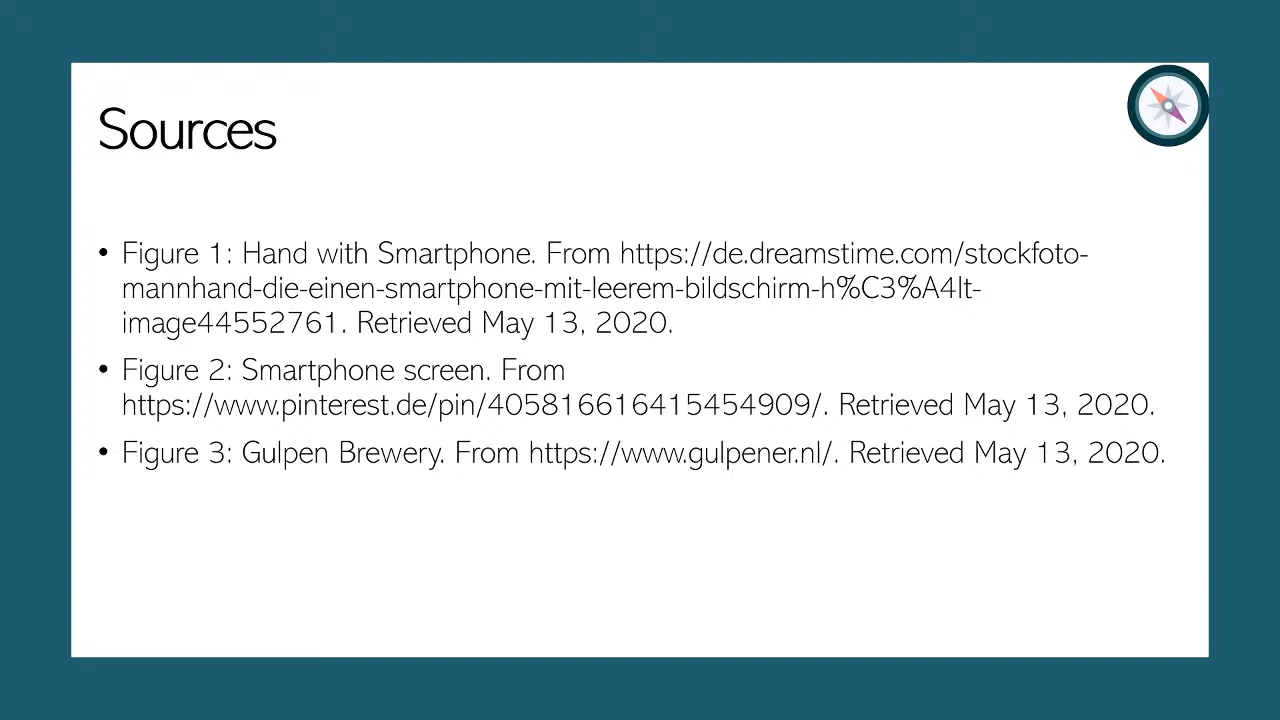 Sources
• Figure 1: Hand with Smartphone. From https://de.dreamstime.com/stockfoto-
mannhand-die-einen-smartphone-mit-leerem-bildschirm-h%C3%A4lt-
image44552761. Retrieved May 13, 2020.
• Figure 2: Smartphone screen. From
https://www.pinterest.de/pin/405816616415454909/. Retrieved May 13, 2020.
• Figure 3: Gulpen Brewery. From https://www.gulpener.nl/. Retrieved May 13, 2020.